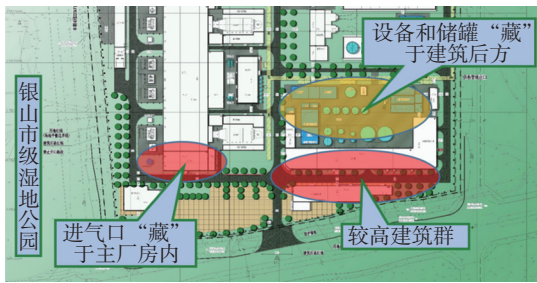 设备和储罐“藏”
于建筑后方
银山市级湿地公园
进气口“藏”
于主厂房内
较高建筑群